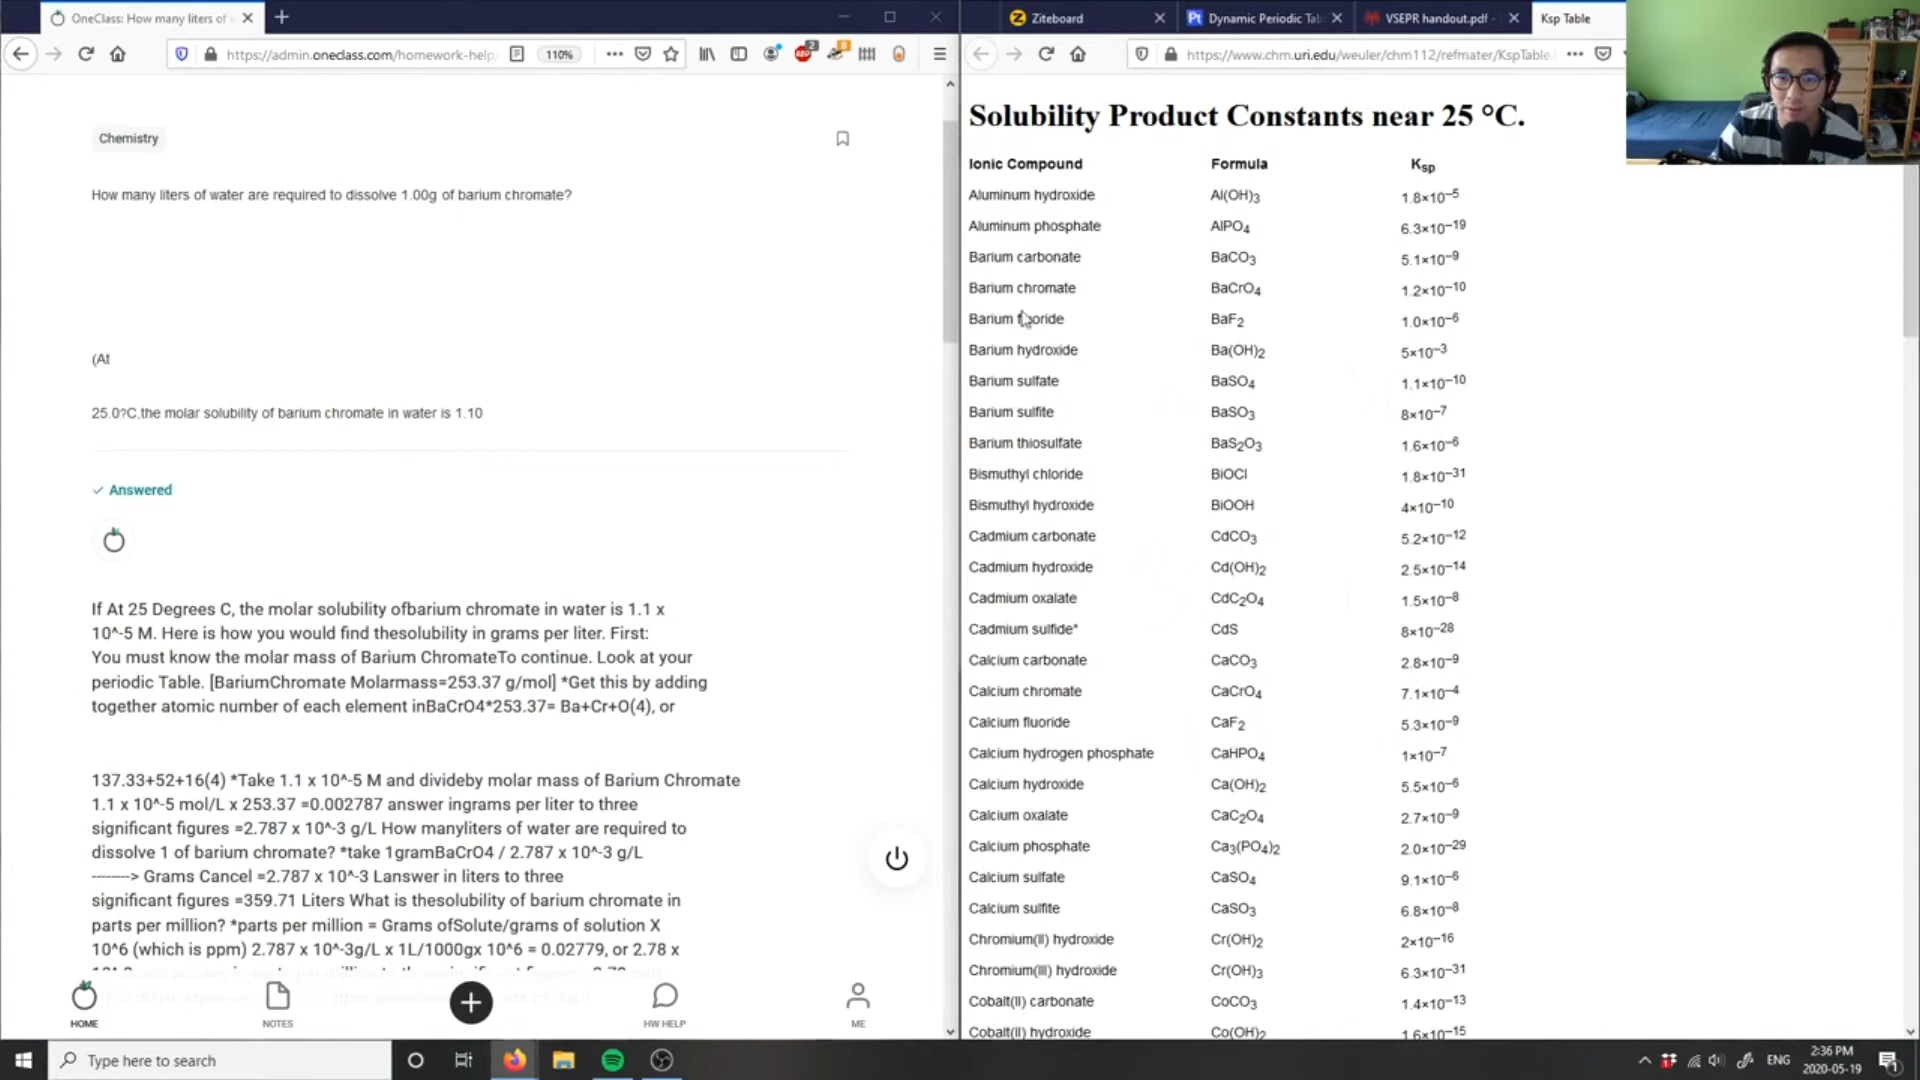 OneClass: How many liters of
Ziteboard
Dynamic Periodic Tab
VSEPR handout.pdf -
Ksp Table
https://admin.oneclass.com/homework-help
110%
https://www.chm.uri.edu/weuler/chm112/refmater/KspTable.
Chemistry
How many liters of water are required to dissolve 1.00g of barium chromate?
(At
25.0?C,the molar solubility of barium chromate in water is 1.10
✓ Answered
If At 25 Degrees C, the molar solubility ofbarium chromate in water is 1.1 x
10^-5 M. Here is how you would find thesolubility in grams per liter. First:
You must know the molar mass of Barium ChromateTo continue. Look at your
periodic Table. [BariumChromate Molarmass=253.37 g/mol] *Get this by adding
together atomic number of each element inBaCrO4*253.37= Ba+Cr+O(4), or
137.33+52+16(4) *Take 1.1 x 10^-5 M and divideby molar mass of Barium Chromate
1.1 x 10^-5 mol/L x 253.37 =0.002787 answer ingrams per liter to three
significant figures =2.787 x 10^-3 g/L How manyliters of water are required to
dissolve 1 of barium chromate? *take 1gramBaCrO4 / 2.787 x 10^-3 g/L
--------> Grams Cancel =2.787 x 10^-3 Lanswer in liters to three
significant figures =359.71 Liters What is thesolubility of barium chromate in
parts per million? *parts per million = Grams ofSolute/grams of solution X
10^6 (which is ppm) 2.787 x 10^-3g/L x 1L/1000gx 10^6 = 0.02779, or 2.78 x
HOME
NOTES
HW HELP
ME
Solubility Product Constants near 25 °C.
Ionic Compound Formula Ksp
Aluminum hydroxide Al(OH)3 1.8×10–5
Aluminum phosphate AlPO4 6.3×10–19
Barium carbonate BaCO3 5.1×10–9
Barium chromate BaCrO4 1.2×10–10
Barium fluoride BaF2 1.0×10–6
Barium hydroxide Ba(OH)2 5×10–3
Barium sulfate BaSO4 1.1×10–10
Barium sulfite BaSO3 8×10–7
Barium thiosulfate BaS2O3 1.6×10–6
Bismuthyl chloride BiOCl 1.8×10–31
Bismuthyl hydroxide BiOOH 4×10–10
Cadmium carbonate CdCO3 5.2×10–12
Cadmium hydroxide Cd(OH)2 2.5×10–14
Cadmium oxalate CdC2O4 1.5×10–8
Cadmium sulfide* CdS 8×10–28
Calcium carbonate CaCO3 2.8×10–9
Calcium chromate CaCrO4 7.1×10–4
Calcium fluoride CaF2 5.3×10–9
Calcium hydrogen phosphate CaHPO4 1×10–7
Calcium hydroxide Ca(OH)2 5.5×10–6
Calcium oxalate CaC2O4 2.7×10–9
Calcium phosphate Ca3(PO4)2 2.0×10–29
Calcium sulfate CaSO4 9.1×10–6
Calcium sulfite CaSO3 6.8×10–8
Chromium(II) hydroxide Cr(OH)2 2×10–16
Chromium(III) hydroxide Cr(OH)3 6.3×10–31
Cobalt(II) carbonate CoCO3 1.4×10–13
Cobalt(II) hydroxide Co(OH)2 1.6×10–15
Type here to search
ENG
2:36 PM
2020-05-19